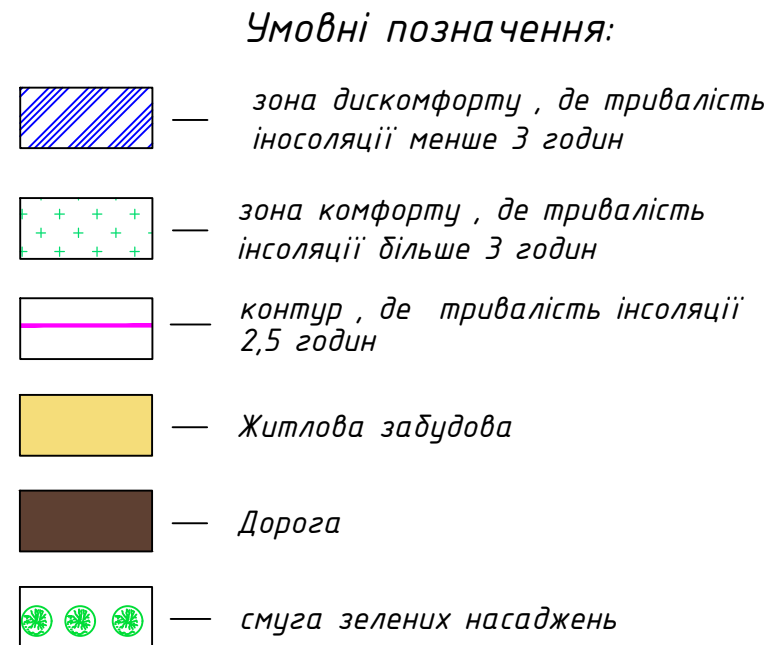 Умовні позначення:
— зона дискомфорту , де тривалість
іносоляції менше 3 годин
— зона комфорту , де тривалість
інсоляції більше 3 годин
— контур , де тривалість інсоляції
2,5 годин
— Житлова забудова
— Дорога
— смуга зелених насаджень